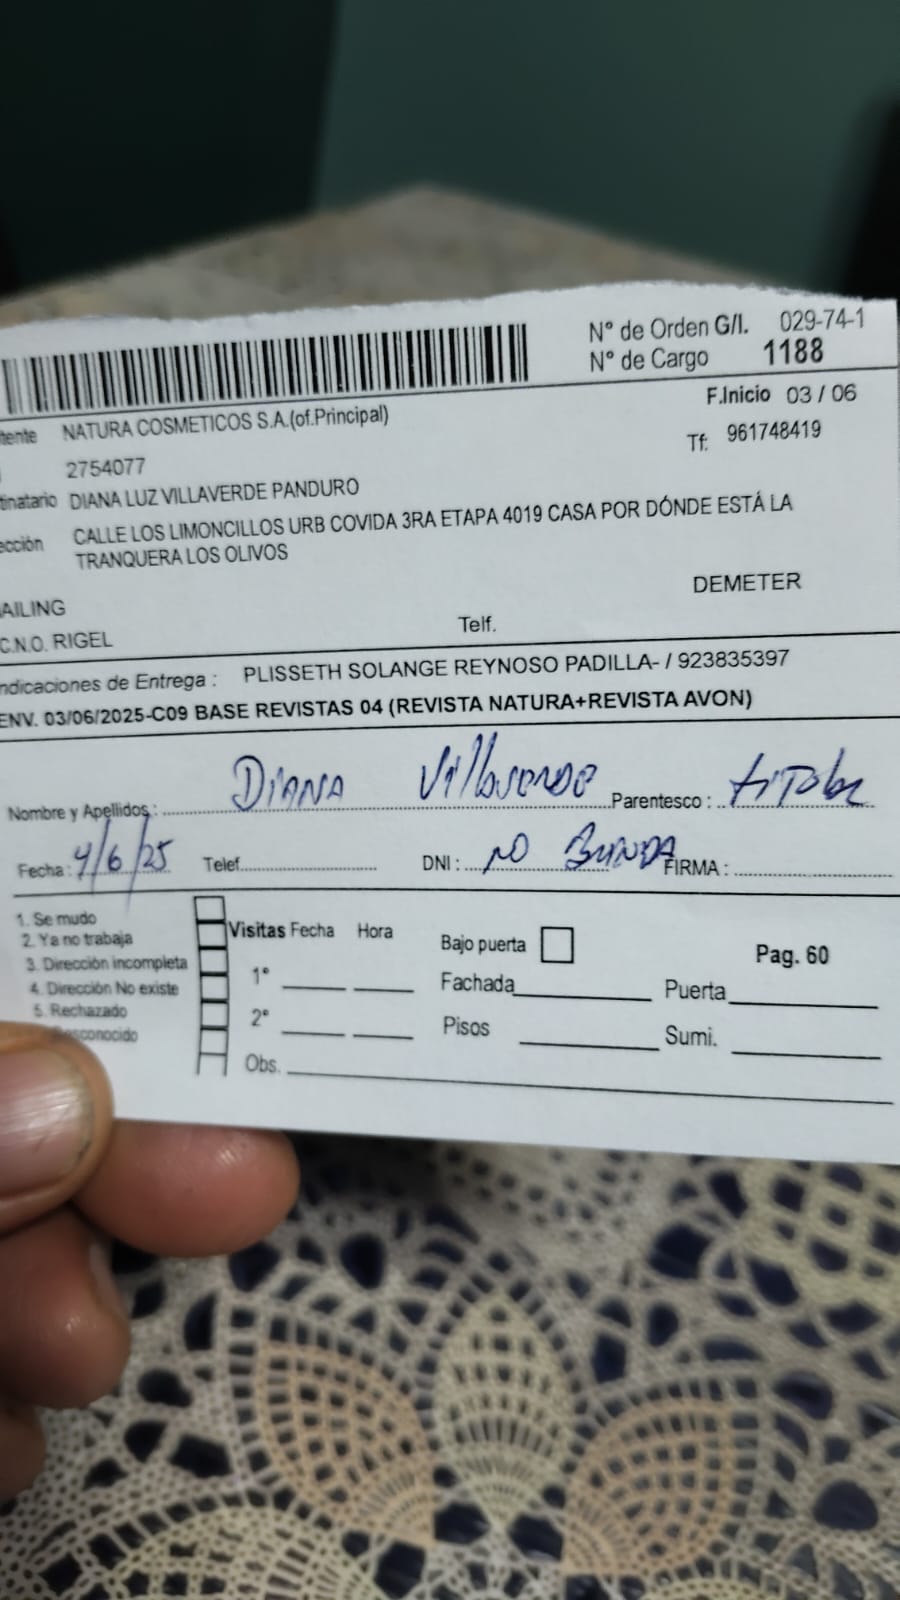 N° de Orden G/I. 029-74-1
N° de Cargo 1188
F.Inicio 03 / 06
tente NATURA COSMETICOS S.A.(of.Principal)
Tf: 961748419
2754077
tinatario DIANA LUZ VILLAVERDE PANDURO
ección CALLE LOS LIMONCILLOS URB COVIDA 3RA ETAPA 4019 CASA POR DÓNDE ESTÁ LA
TRANQUERA LOS OLIVOS
DEMETER
AILING
C.N.O. RIGEL Telf.
ndicaciones de Entrega : PLISSETH SOLANGE REYNOSO PADILLA- / 923835397
ENV. 03/06/2025-C09 BASE REVISTAS 04 (REVISTA NATURA+REVISTA AVON)
Nombre y Apellidos : DIANA Villaverde Parentesco : titular
Fecha : 4/6/25 Telef. DNI : NO BRINDA FIRMA :
1. Se mudo
2. Ya no trabaja
3. Dirección incompleta
4. Dirección No existe
5. Rechazado
esconocido
Visitas Fecha Hora
1°
2°
Obs.
Bajo puerta
Fachada
Pisos
Pag. 60
Puerta
Sumi.